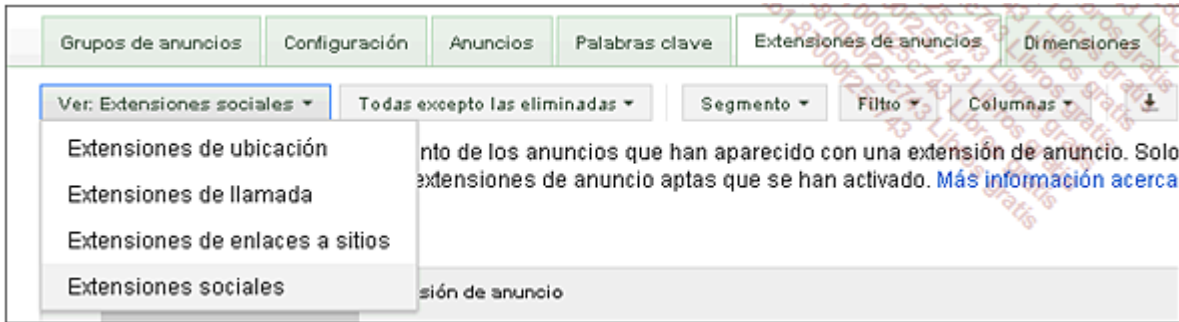 Grupos de anuncios Configuración Anuncios Palabras clave Extensiones de anuncios Dimensiones
Ver: Extensiones sociales Todas excepto las eliminadas Segmento Filtro Columnas
Extensiones de ubicación
nto de los anuncios que han aparecido con una extensión de anuncio. Solo
Extensiones de llamada
extensiones de anuncio aptas que se han activado. Más información acerca
Extensiones de enlaces a sitios
Extensiones sociales
sión de anuncio
Libros gratis